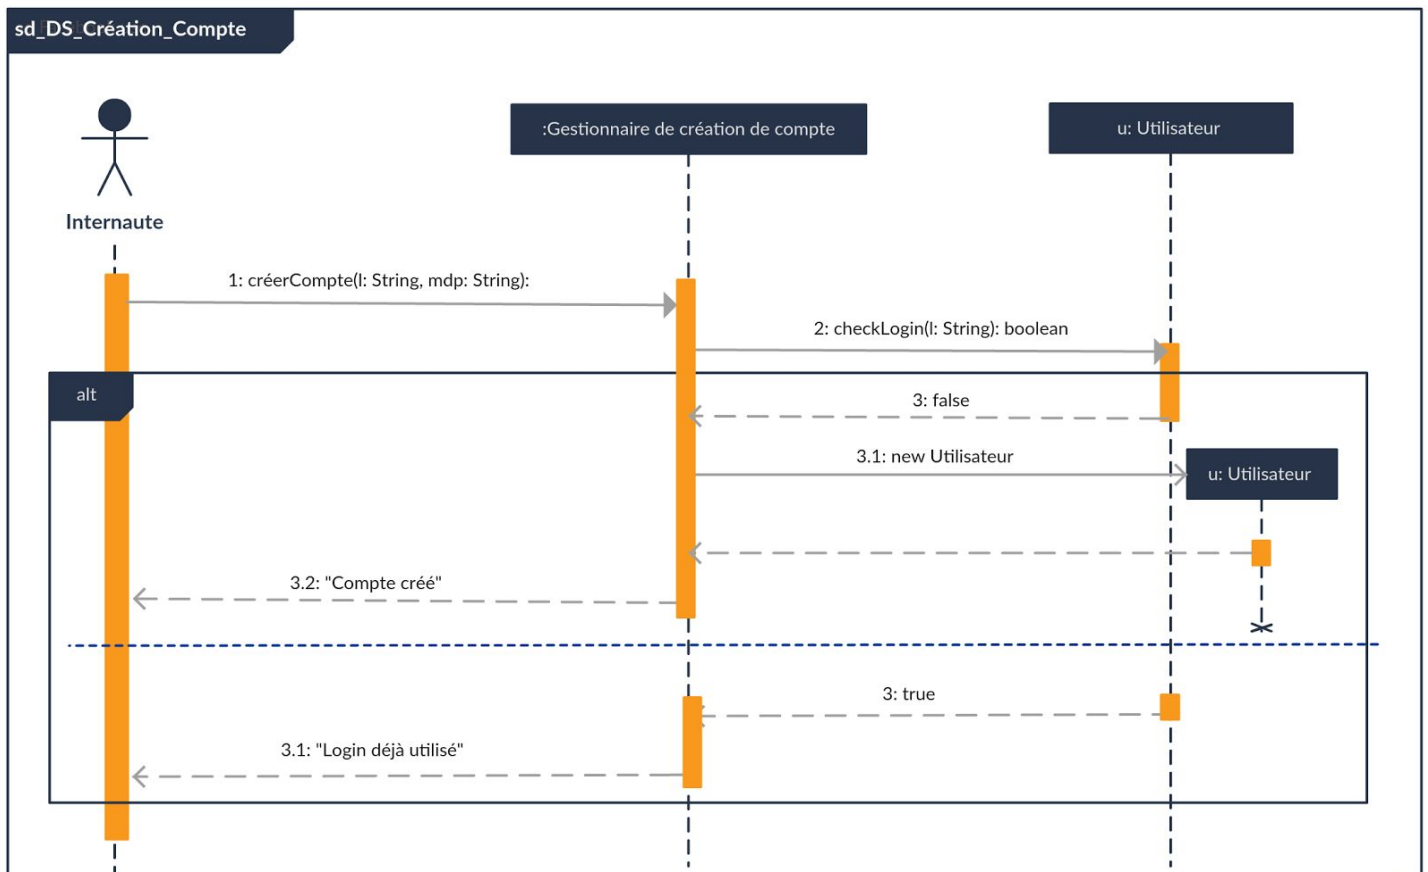 sd_DS_Création_Compte
:Gestionnaire de création de compte
u: Utilisateur
Internaute
1: créerCompte(l: String, mdp: String):
2: checkLogin(l: String): boolean
alt
3: false
3.1: new Utilisateur
u: Utilisateur
3.2: "Compte créé"
3: true
3.1: "Login déjà utilisé"